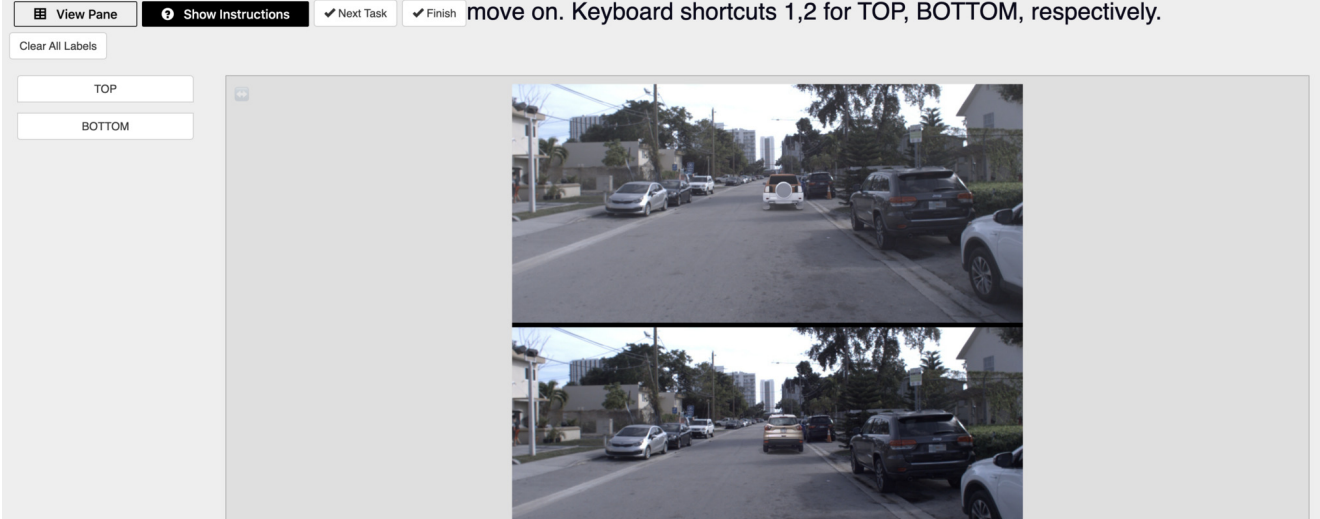 View Pane
Show Instructions
Next Task
Finish
move on. Keyboard shortcuts 1,2 for TOP, BOTTOM, respectively.
Clear All Labels
TOP
BOTTOM